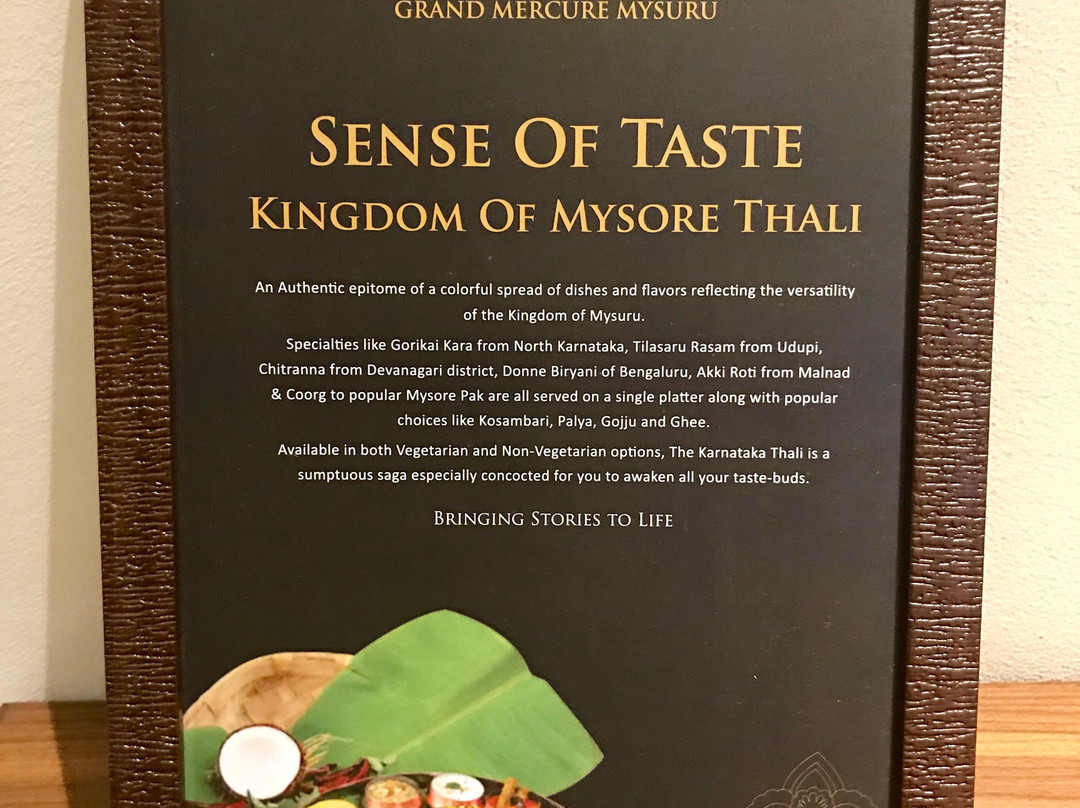 GRAND MERCURE MYSURU
SENSE OF TASTE
KINGDOM OF MYSORE THALI
An Authentic epitome of a colorful spread of dishes and flavors reflecting the versatility
of the Kingdom of Mysuru.
Specialties like Gorikai Kara from North Karnataka, Tilasaru Rasam from Udupi,
Chitranna from Devanagari district, Donne Biryani of Bengaluru, Akki Roti from Malnad
& Coorg to popular Mysore Pak are all served on a single platter along with popular
choices like Kosambari, Palya, Gojju and Ghee.
Available in both Vegetarian and Non-Vegetarian options, The Karnataka Thali is a
sumptuous saga especially concocted for you to awaken all your taste-buds.
BRINGING STORIES TO LIFE